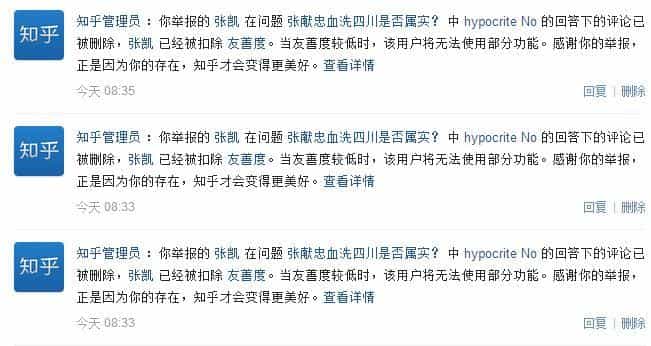 知乎
知乎管理员 ：你举报的 张凯 在问题 张献忠血洗四川是否属实？ 中 hypocrite No 的回答下的评论已
被删除，张凯 已经被扣除 友善度。当友善度较低时，该用户将无法使用部分功能。感谢你的举报，
正是因为你的存在，知乎才会变得更美好。查看详情
今天 08:35 回复 | 删除
知乎
知乎管理员 ：你举报的 张凯 在问题 张献忠血洗四川是否属实？ 中 hypocrite No 的回答下的评论已
被删除，张凯 已经被扣除 友善度。当友善度较低时，该用户将无法使用部分功能。感谢你的举报，
正是因为你的存在，知乎才会变得更美好。查看详情
今天 08:33 回复 | 删除
知乎
知乎管理员 ：你举报的 张凯 在问题 张献忠血洗四川是否属实？ 中 hypocrite No 的回答下的评论已
被删除，张凯 已经被扣除 友善度。当友善度较低时，该用户将无法使用部分功能。感谢你的举报，
正是因为你的存在，知乎才会变得更美好。查看详情
今天 08:33 回复 | 删除